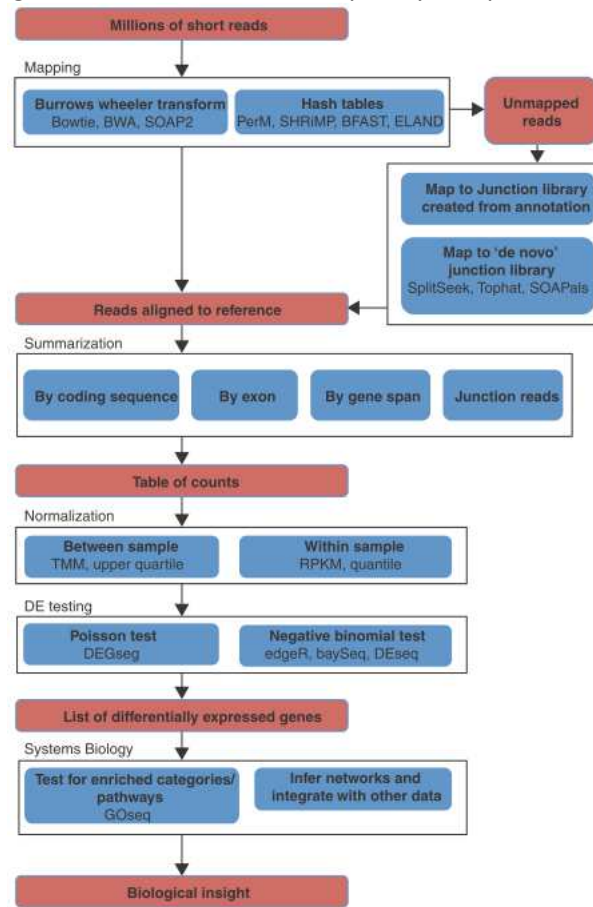 Millions of short reads
Mapping
Burrows wheeler transform
Bowtie, BWA, SOAP2
Hash tables
PerM, SHRiMP, BFAST, ELAND
Unmapped
reads
Map to Junction library
created from annotation
Map to ‘de novo’
junction library
SplitSeek, Tophat, SOAPals
Reads aligned to reference
Summarization
By coding sequence
By exon
By gene span
Junction reads
Table of counts
Normalization
Between sample
TMM, upper quartile
Within sample
RPKM, quantile
DE testing
Poisson test
DEGseg
Negative binomial test
edgeR, baySeq, DEseq
List of differentially expressed genes
Systems Biology
Test for enriched categories/
pathways
GOseq
Infer networks and
integrate with other data
Biological insight